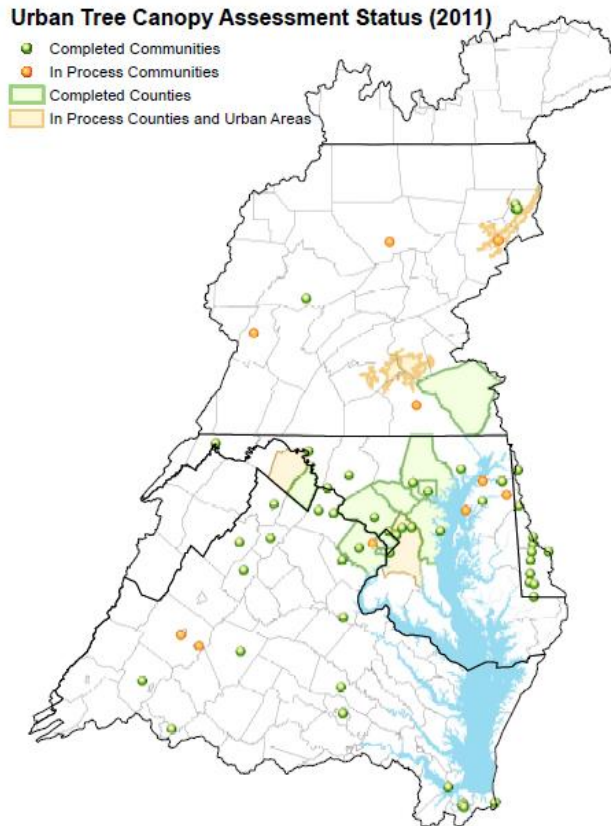 Urban Tree Canopy Assessment Status (2011)
Completed Communities
In Process Communities
Completed Counties
In Process Counties and Urban Areas